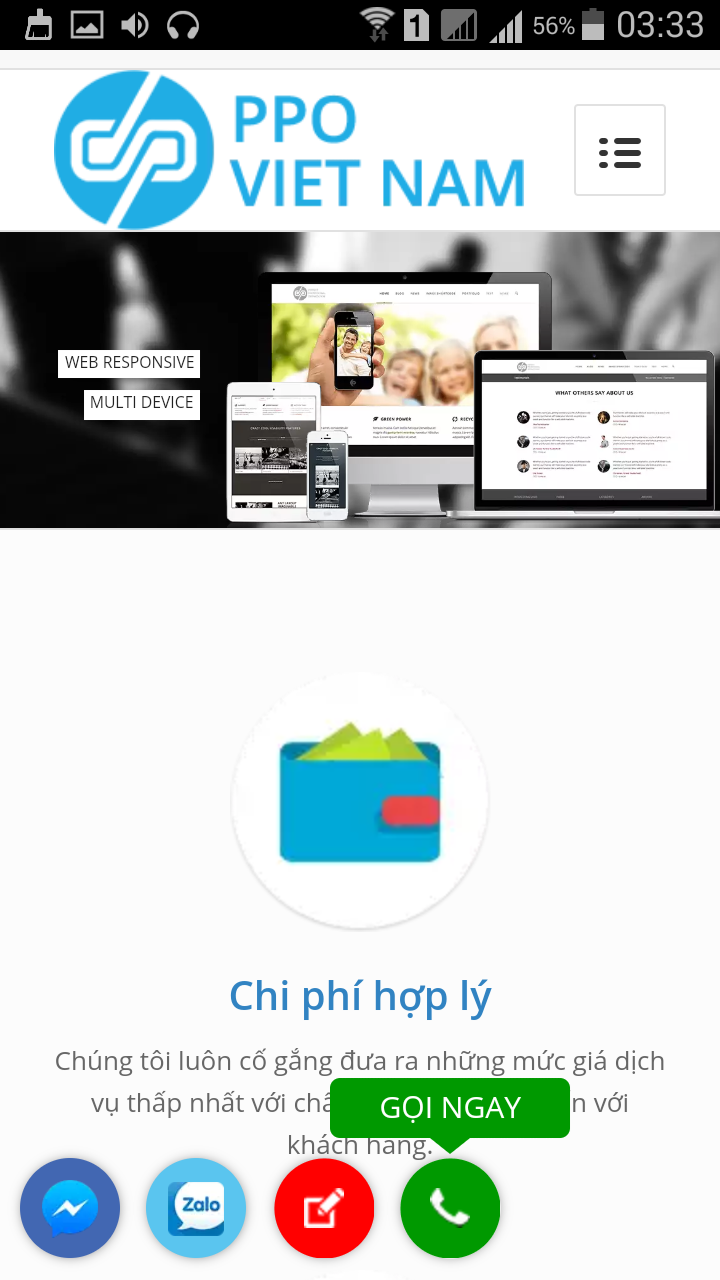 1
56%
03:33
PPO
VIET NAM
WEB RESPONSIVE
MULTI DEVICE
GREEN POWER
WHAT OTHERS SAY ABOUT US
Chi phí hợp lý
Chúng tôi luôn cố gắng đưa ra những mức giá dịch
vụ thấp nhất với
với
khách hàng.
GỌI NGAY
Zalo